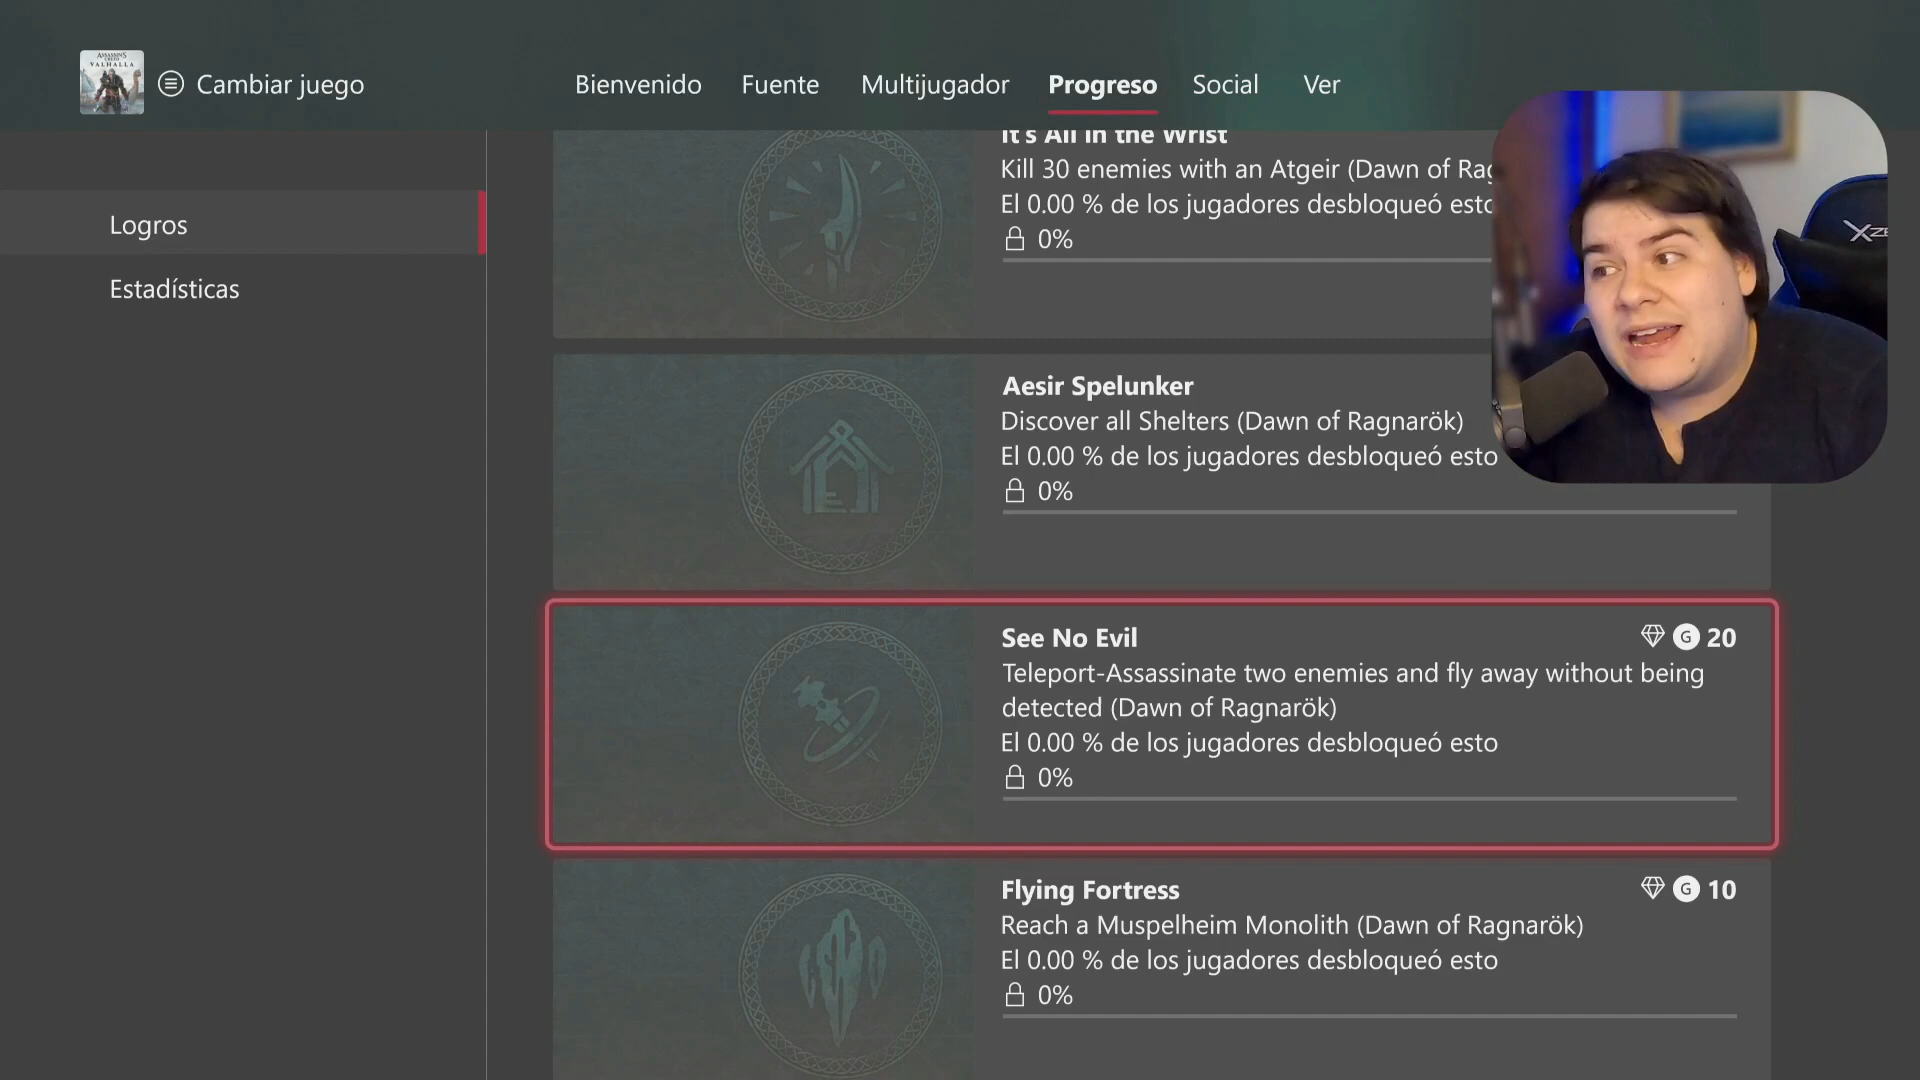 ASSASSIN'S
CREED
VALHALLA
Cambiar juego
Bienvenido
Fuente
Multijugador
Progreso
Social
Ver
Logros
Estadísticas
It's All in the Wrist
Kill 30 enemies with an Atgeir (Dawn of Rag
El 0.00 % de los jugadores desbloqueó esto
0%
Aesir Spelunker
Discover all Shelters (Dawn of Ragnarök)
El 0.00 % de los jugadores desbloqueó esto
0%
See No Evil
G 20
Teleport-Assassinate two enemies and fly away without being
detected (Dawn of Ragnarök)
El 0.00 % de los jugadores desbloqueó esto
0%
Flying Fortress
G 10
Reach a Muspelheim Monolith (Dawn of Ragnarök)
El 0.00 % de los jugadores desbloqueó esto
0%